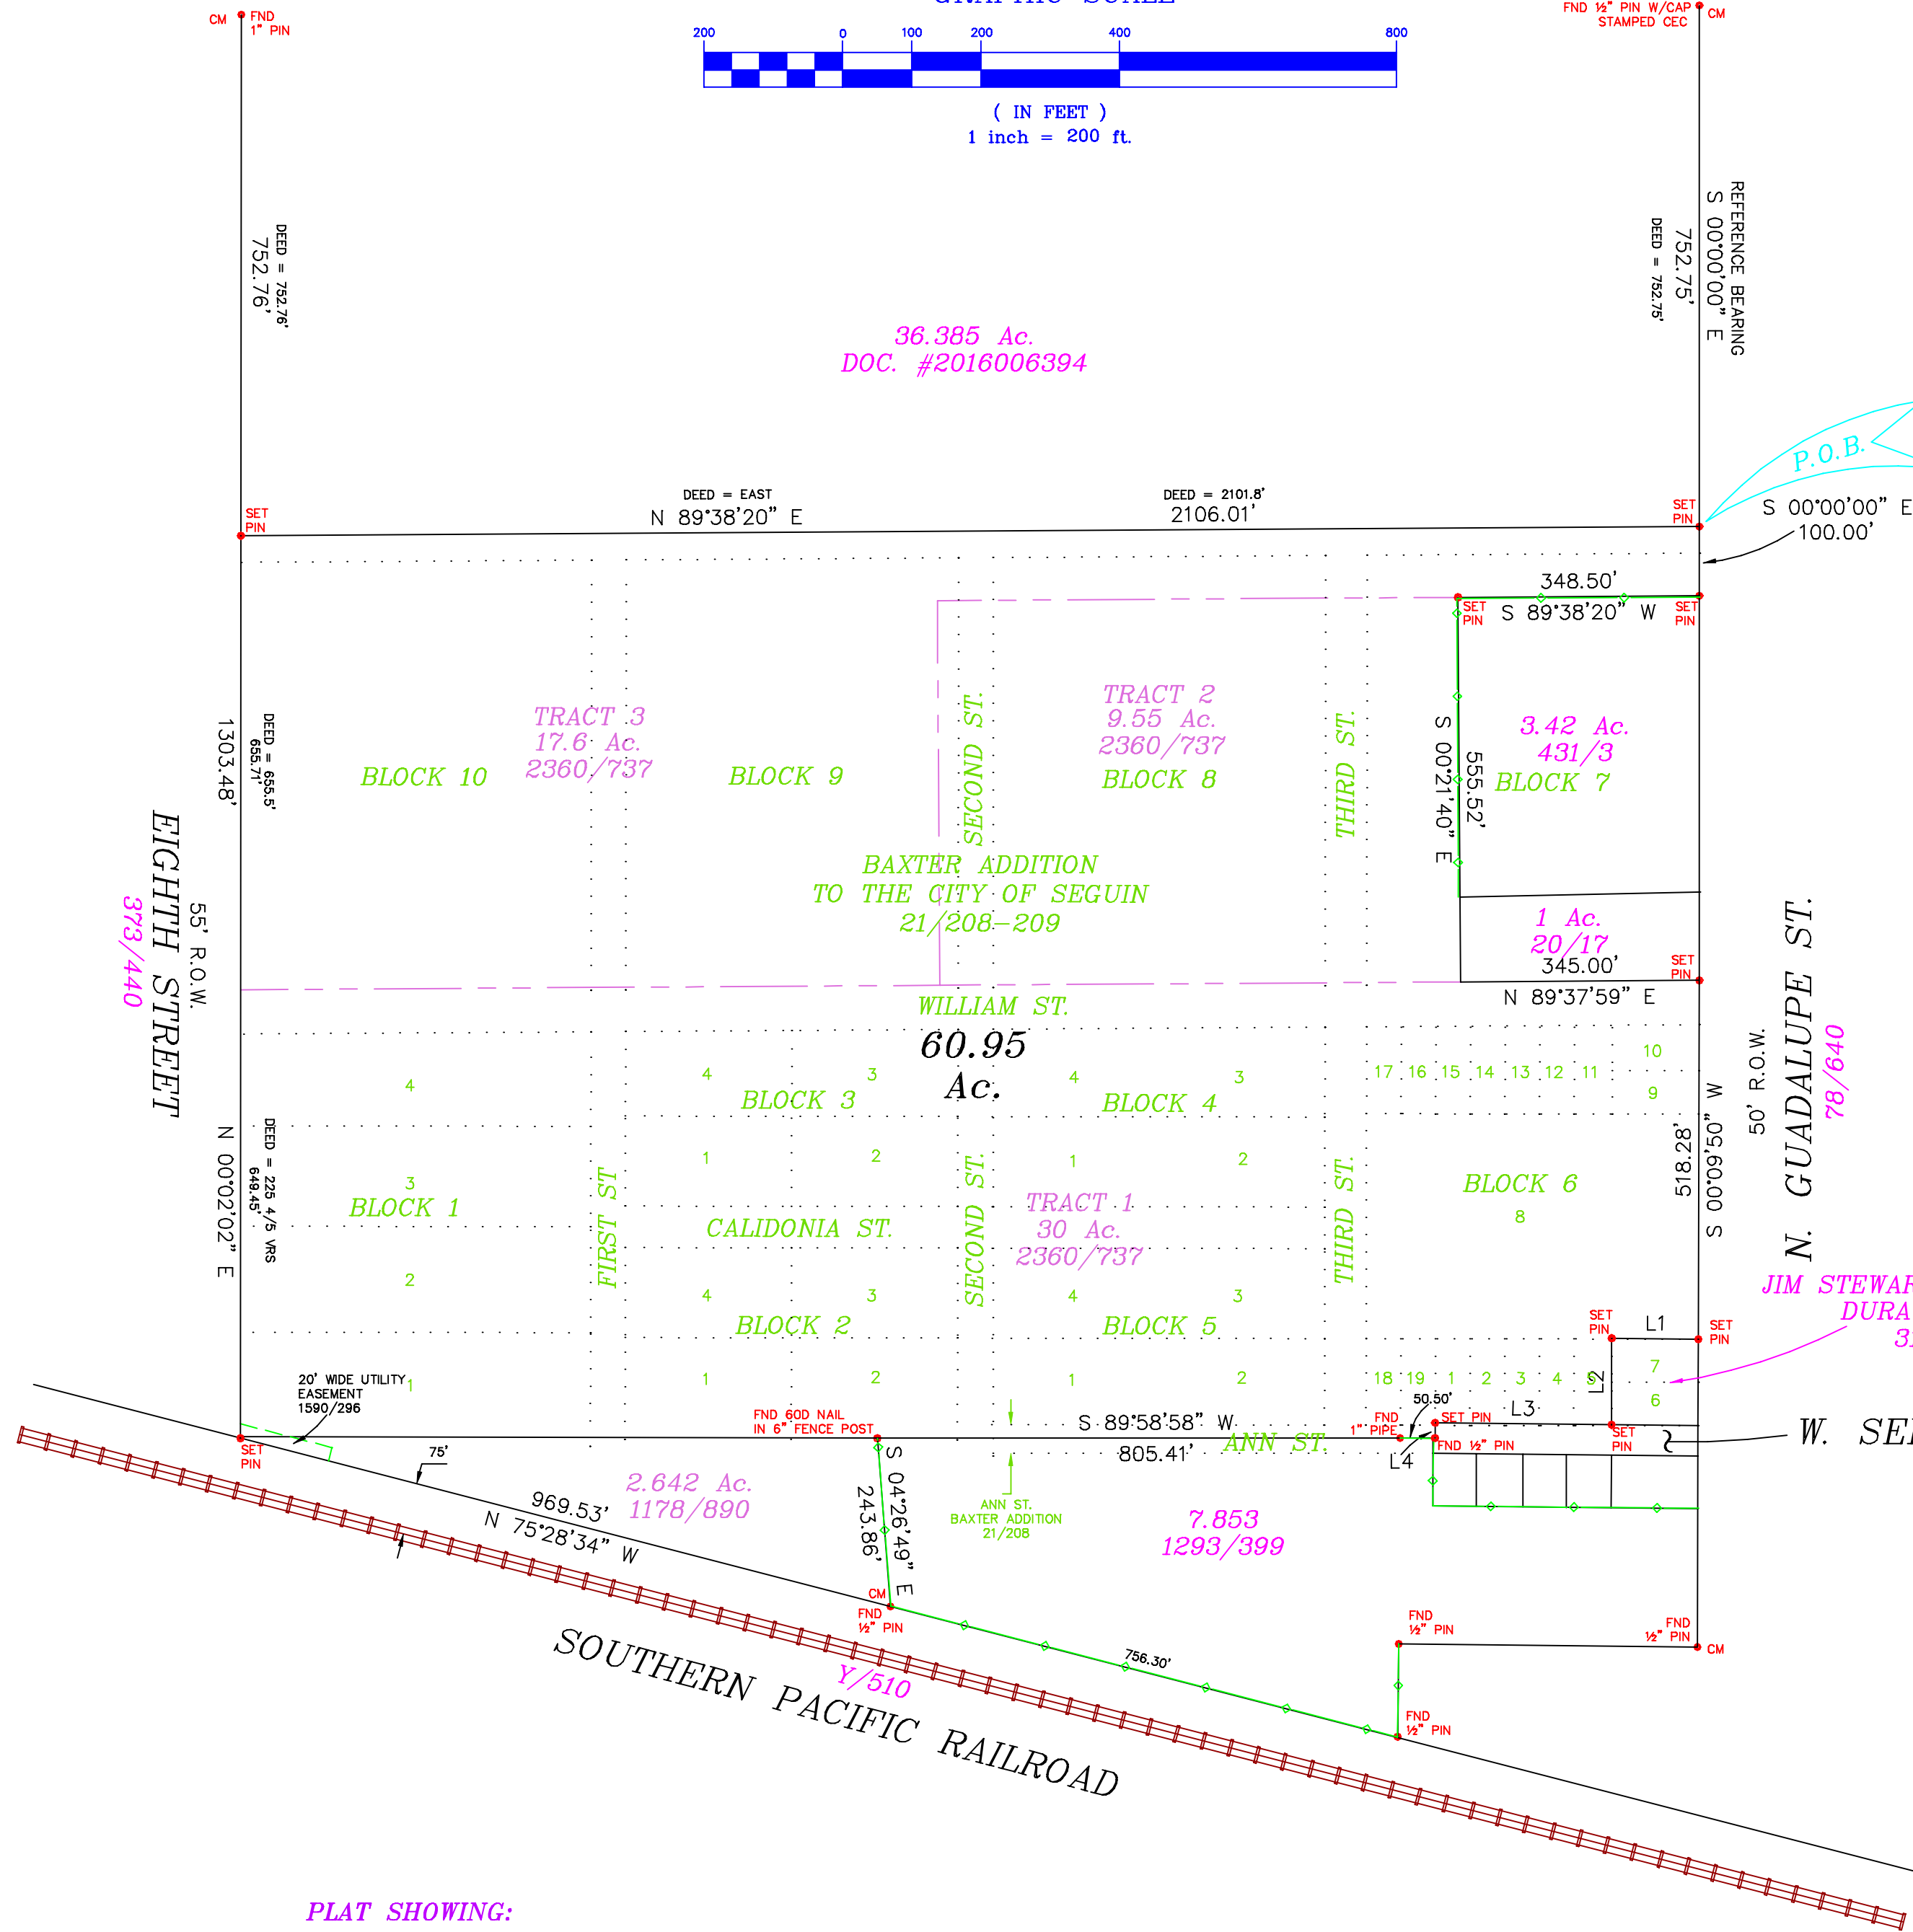 GRAPHIC SCALE
200 0 100 200 400 800
( IN FEET )
1 inch = 200 ft.
CM
FND
1" PIN
FND ½" PIN W/CAP
STAMPED CEC
CM
DEED = 752.76'
752.76'
REFERENCE BEARING
S 00°00'00" E
752.75'
DEED = 752.75'
36.385 Ac.
DOC. #2016006394
P.O.B.
S 00°00'00" E
100.00'
SET
PIN
DEED = EAST
N 89°38'20" E
DEED = 2101.8'
2106.01'
SET
PIN
348.50'
S 89°38'20" W
SET
PIN
SET
PIN
TRACT 3
17.6 Ac.
2360/737
TRACT 2
9.55 Ac.
2360/737
3.42 Ac.
431/3
BLOCK 10
BLOCK 9
BLOCK 8
BLOCK 7
SECOND ST.
THIRD ST.
S 00°21'40" E
555.52'
DEED = 655.5'
655.71'
1303.48'
BAXTER ADDITION
TO THE CITY OF SEGUIN
21/208-209
1 Ac.
20/17
345.00'
N 89°37'59" E
SET
PIN
55' R.O.W.
EIGHTH STREET
373/440
WILLIAM ST.
60.95
Ac.
50' R.O.W.
N. GUADALUPE ST.
78/640
4
4
3
4
3
17 16 15 14 13 12 11
10
9
BLOCK 3
BLOCK 4
N 00°02'02" E
DEED = 225 4/5 VRS
649.45'
518.28'
S 00°09'50" W
3
BLOCK 1
1
2
1
2
BLOCK 6
8
FIRST ST
CALIDONIA ST.
SECOND ST.
TRACT 1
30 Ac.
2360/737
THIRD ST.
2
4
3
4
3
BLOCK 2
BLOCK 5
JIM STEWAR
DURA
SET
PIN
L1
SET
PIN
1
1
2
1
2
18 19 1 2 3 4 5
7
6
L2
20' WIDE UTILITY
EASEMENT
1590/296
FND 60D NAIL
IN 6" FENCE POST
S 89°58'58" W
805.41'
FND
1" PIPE
50.50'
SET PIN
L3
ANN ST.
FND ½" PIN
SET
PIN
L4
W. SE
SET
PIN
75'
2.642 Ac.
1178/890
969.53'
N 75°28'34" W
S 04°26'49" E
243.86'
ANN ST.
BAXTER ADDITION
21/208
7.853
1293/399
CM
FND
½" PIN
FND
½" PIN
FND
½" PIN
CM
756.30'
FND
½" PIN
Y/510
SOUTHERN PACIFIC RAILROAD
PLAT SHOWING: